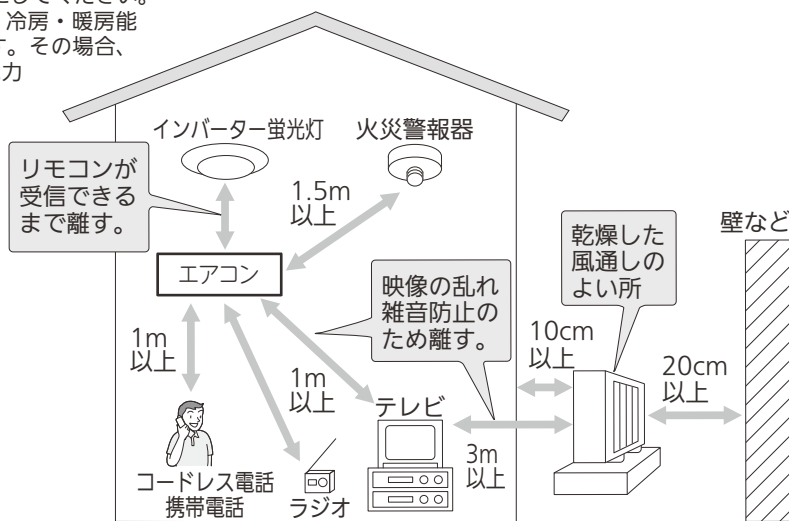 冷房・暖房能
す。その場合、
力
インバーター蛍光灯
火災警報器
リモコンが
受信できる
まで離す。
1.5m
以上
壁など
乾燥した
風通しの
よい所
エアコン
映像の乱れ
雑音防止の
ため離す。
1m
以上
10cm
以上
20cm
以上
1m
以上
テレビ
3m
以上
コードレス電話
携帯電話
ラジオ